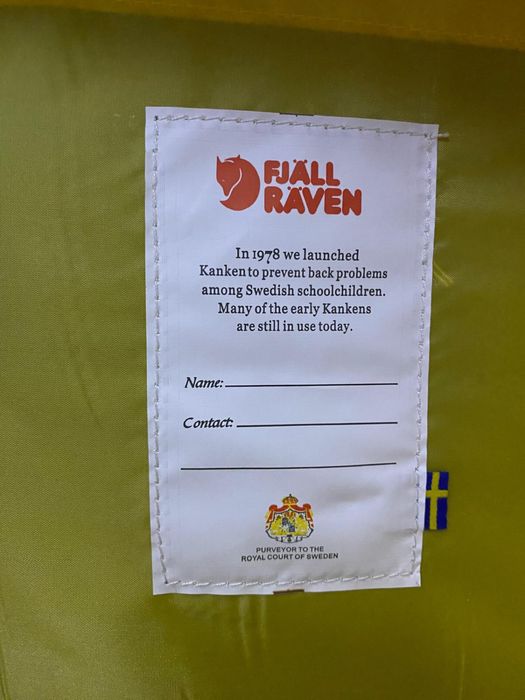 FJÄLL
RÄVEN
In 1978 we launched
Kanken to prevent back problems
among Swedish schoolchildren.
Many of the early Kankens
are still in use today.
Name:
Contact:
PURVEYOR TO THE
ROYAL COURT OF SWEDEN